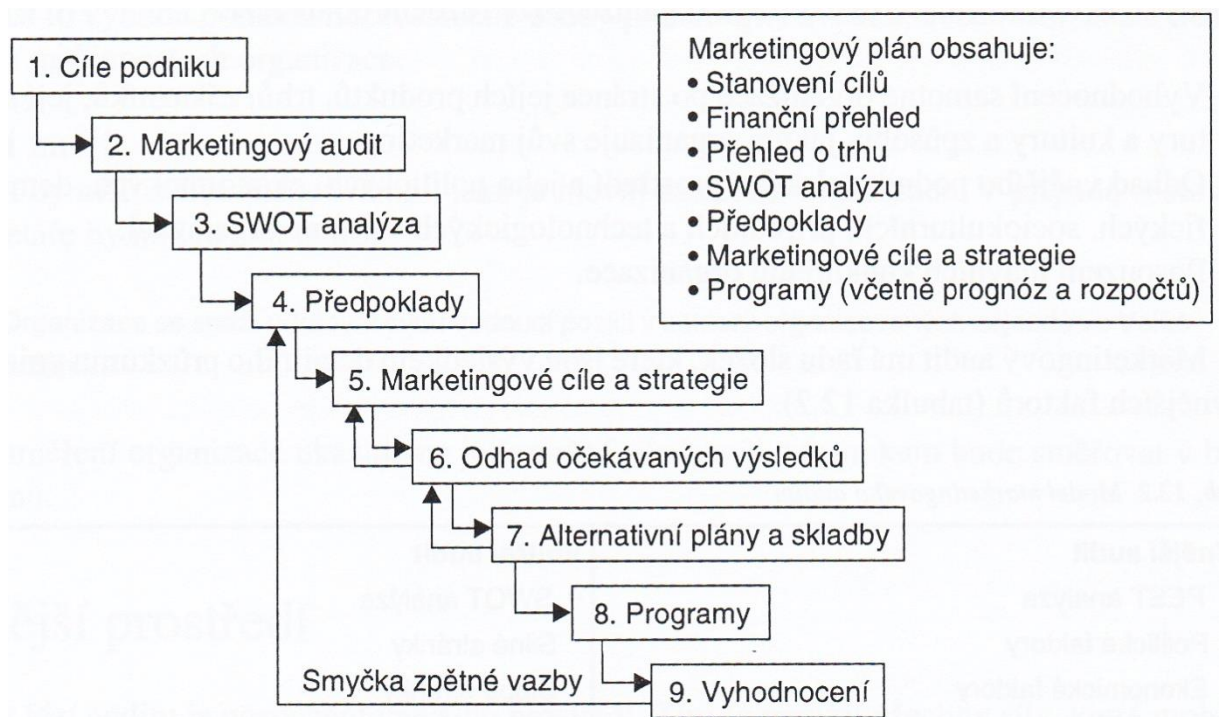 1. Cíle podniku
2. Marketingový audit
3. SWOT analýza
4. Předpoklady
5. Marketingové cíle a strategie
6. Odhad očekávaných výsledků
7. Alternativní plány a skladby
8. Programy
9. Vyhodnocení
Smyčka zpětné vazby
Marketingový plán obsahuje:
• Stanovení cílů
• Finanční přehled
• Přehled o trhu
• SWOT analýzu
• Předpoklady
• Marketingové cíle a strategie
• Programy (včetně prognóz a rozpočtů)